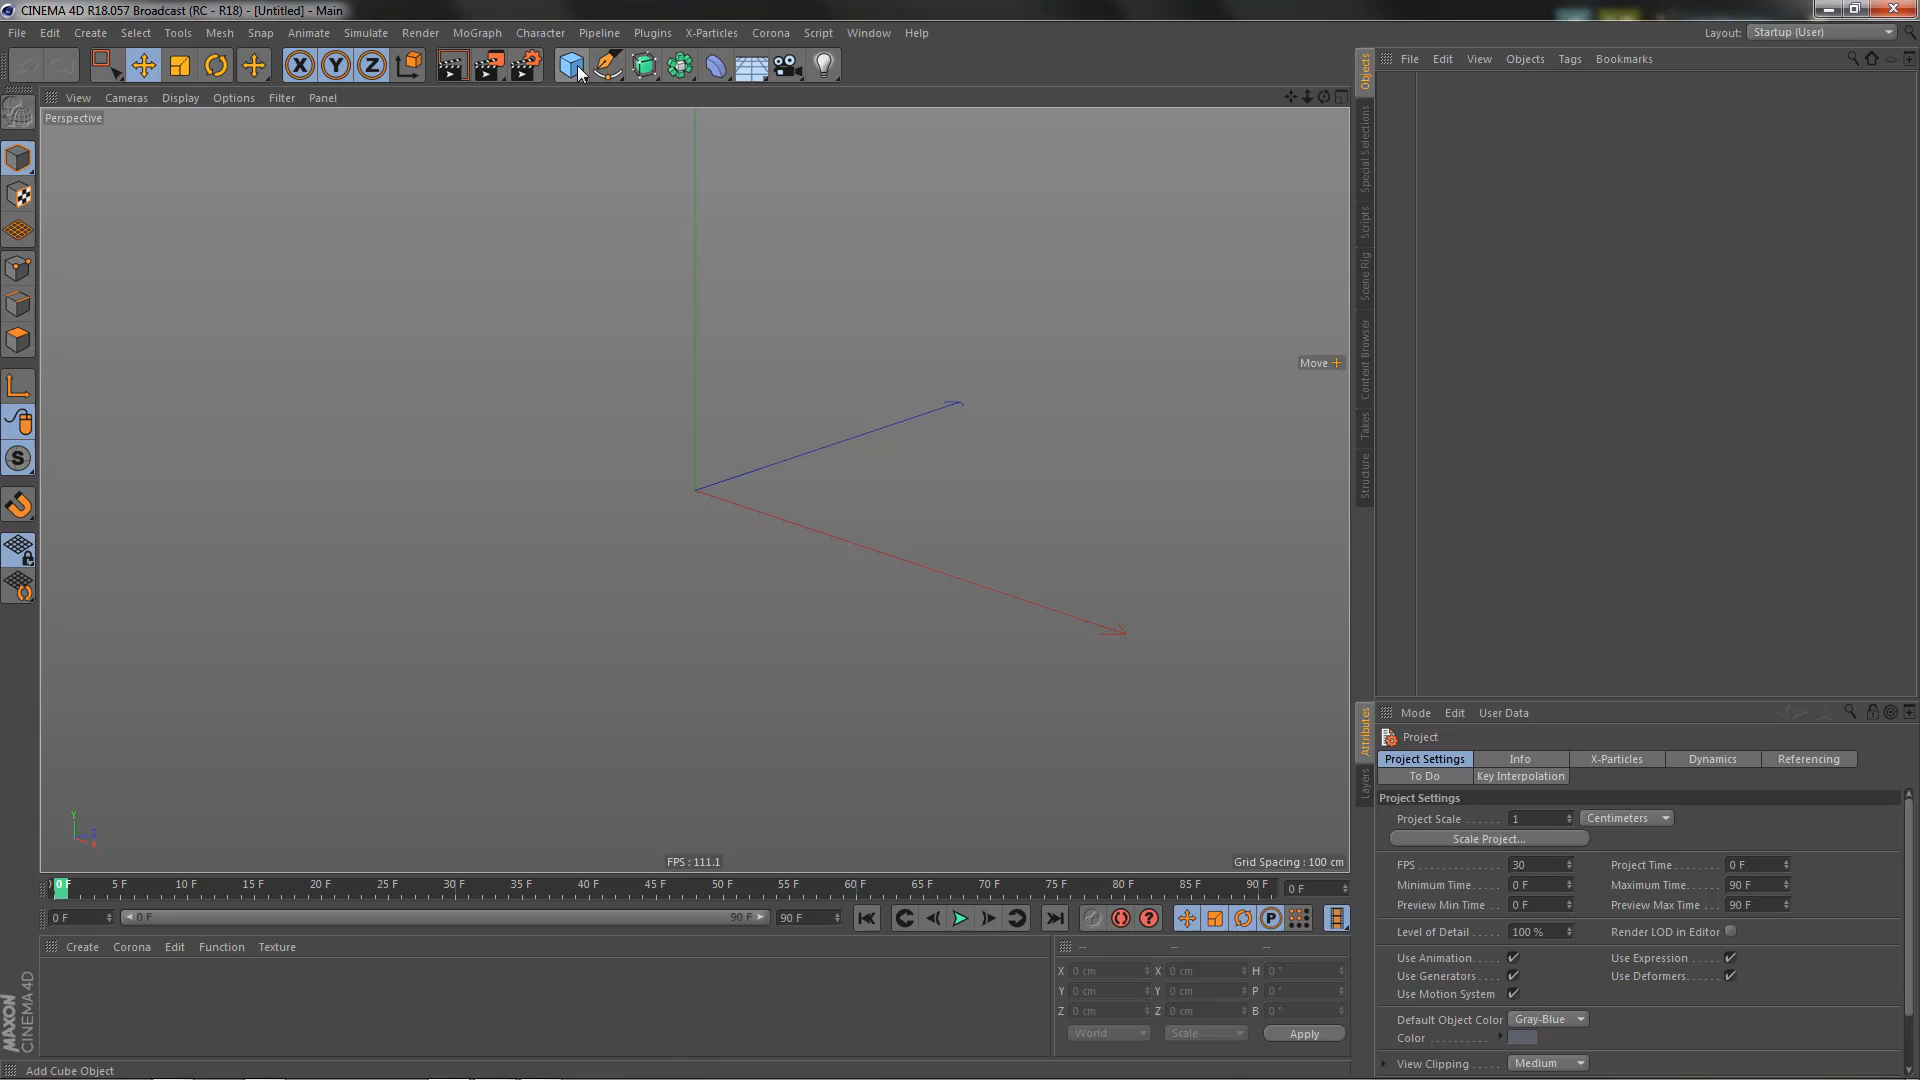 CINEMA 4D R18.057 Broadcast (RC - R18) - [Untitled] - Main
File Edit Create Select Tools Mesh Snap Animate Simulate Render MoGraph Character Pipeline Plugins X-Particles Corona Script Window Help
Layout: Startup (User)
X Y Z
File Edit View Objects Tags Bookmarks
View Cameras Display Options Filter Panel
Perspective
Move
Objects
Special Selections
Scripts
Scene Rig
Content Browser
Takes
Structure
S
Y
Z
X
FPS : 111.1
Grid Spacing : 100 cm
0 F 5 F 10 F 15 F 20 F 25 F 30 F 35 F 40 F 45 F 50 F 55 F 60 F 65 F 70 F 75 F 80 F 85 F 90 F 0 F
0 F 0 F 90 F 90 F P
Create Corona Edit Function Texture
-- -- --
X 0 cm X 0 cm H 0 °
Y 0 cm Y 0 cm P 0 °
Z 0 cm Z 0 cm B 0 °
World Scale Apply
MAXON
CINEMA 4D
Add Cube Object
Attributes
Layers
Mode Edit User Data
Project
Project Settings Info X-Particles Dynamics Referencing
To Do Key Interpolation
Project Settings
Project Scale . . . . . . 1 Centimeters
Scale Project...
FPS . . . . . . . . . . . . . 30 Project Time . . . . . . . . 0 F
Minimum Time. . . . 0 F Maximum Time. . . . . 90 F
Preview Min Time . . 0 F Preview Max Time . . . 90 F
Level of Detail . . . . 100 % Render LOD in Editor
Use Animation. . . . Use Expression . . . . .
Use Generators . . . . Use Deformers. . . . . .
Use Motion System
Default Object Color Gray-Blue
Color . . . . . . . . . .
View Clipping . . . . Medium